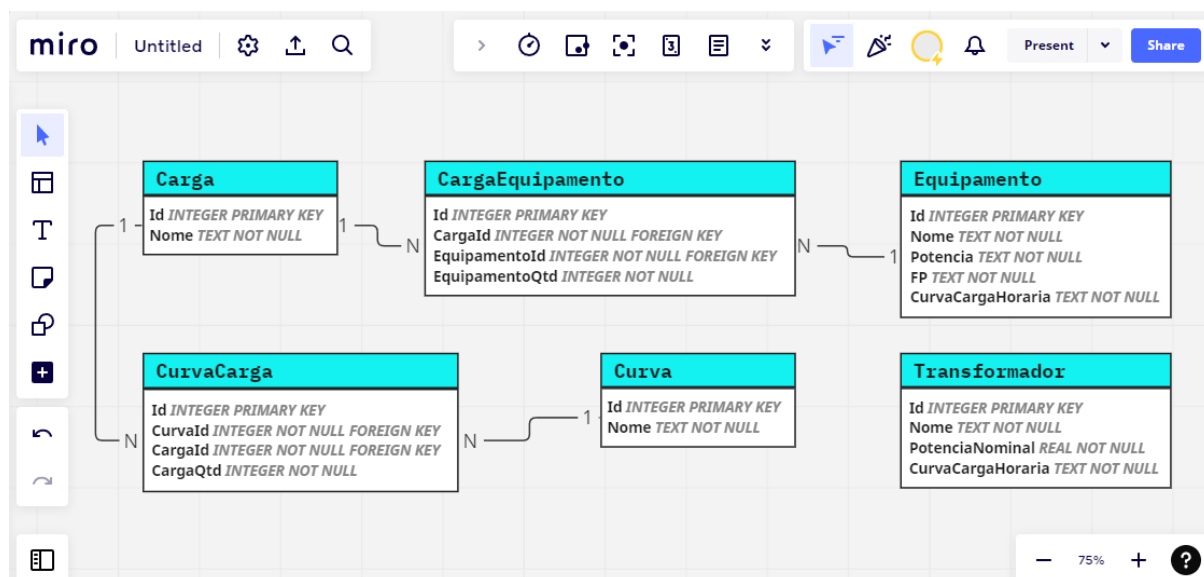 miro
Untitled
3
Present
Share
Carga
Id INTEGER PRIMARY KEY
Nome TEXT NOT NULL
1
1
N
CargaEquipamento
Id INTEGER PRIMARY KEY
CargaId INTEGER NOT NULL FOREIGN KEY
EquipamentoId INTEGER NOT NULL FOREIGN KEY
EquipamentoQtd INTEGER NOT NULL
N
1
Equipamento
Id INTEGER PRIMARY KEY
Nome TEXT NOT NULL
Potencia TEXT NOT NULL
FP TEXT NOT NULL
CurvaCargaHoraria TEXT NOT NULL
CurvaCarga
Id INTEGER PRIMARY KEY
CurvaId INTEGER NOT NULL FOREIGN KEY
CargaId INTEGER NOT NULL FOREIGN KEY
CargaQtd INTEGER NOT NULL
N
N
1
Curva
Id INTEGER PRIMARY KEY
Nome TEXT NOT NULL
Transformador
Id INTEGER PRIMARY KEY
Nome TEXT NOT NULL
PotenciaNominal REAL NOT NULL
CurvaCargaHoraria TEXT NOT NULL
75%
?